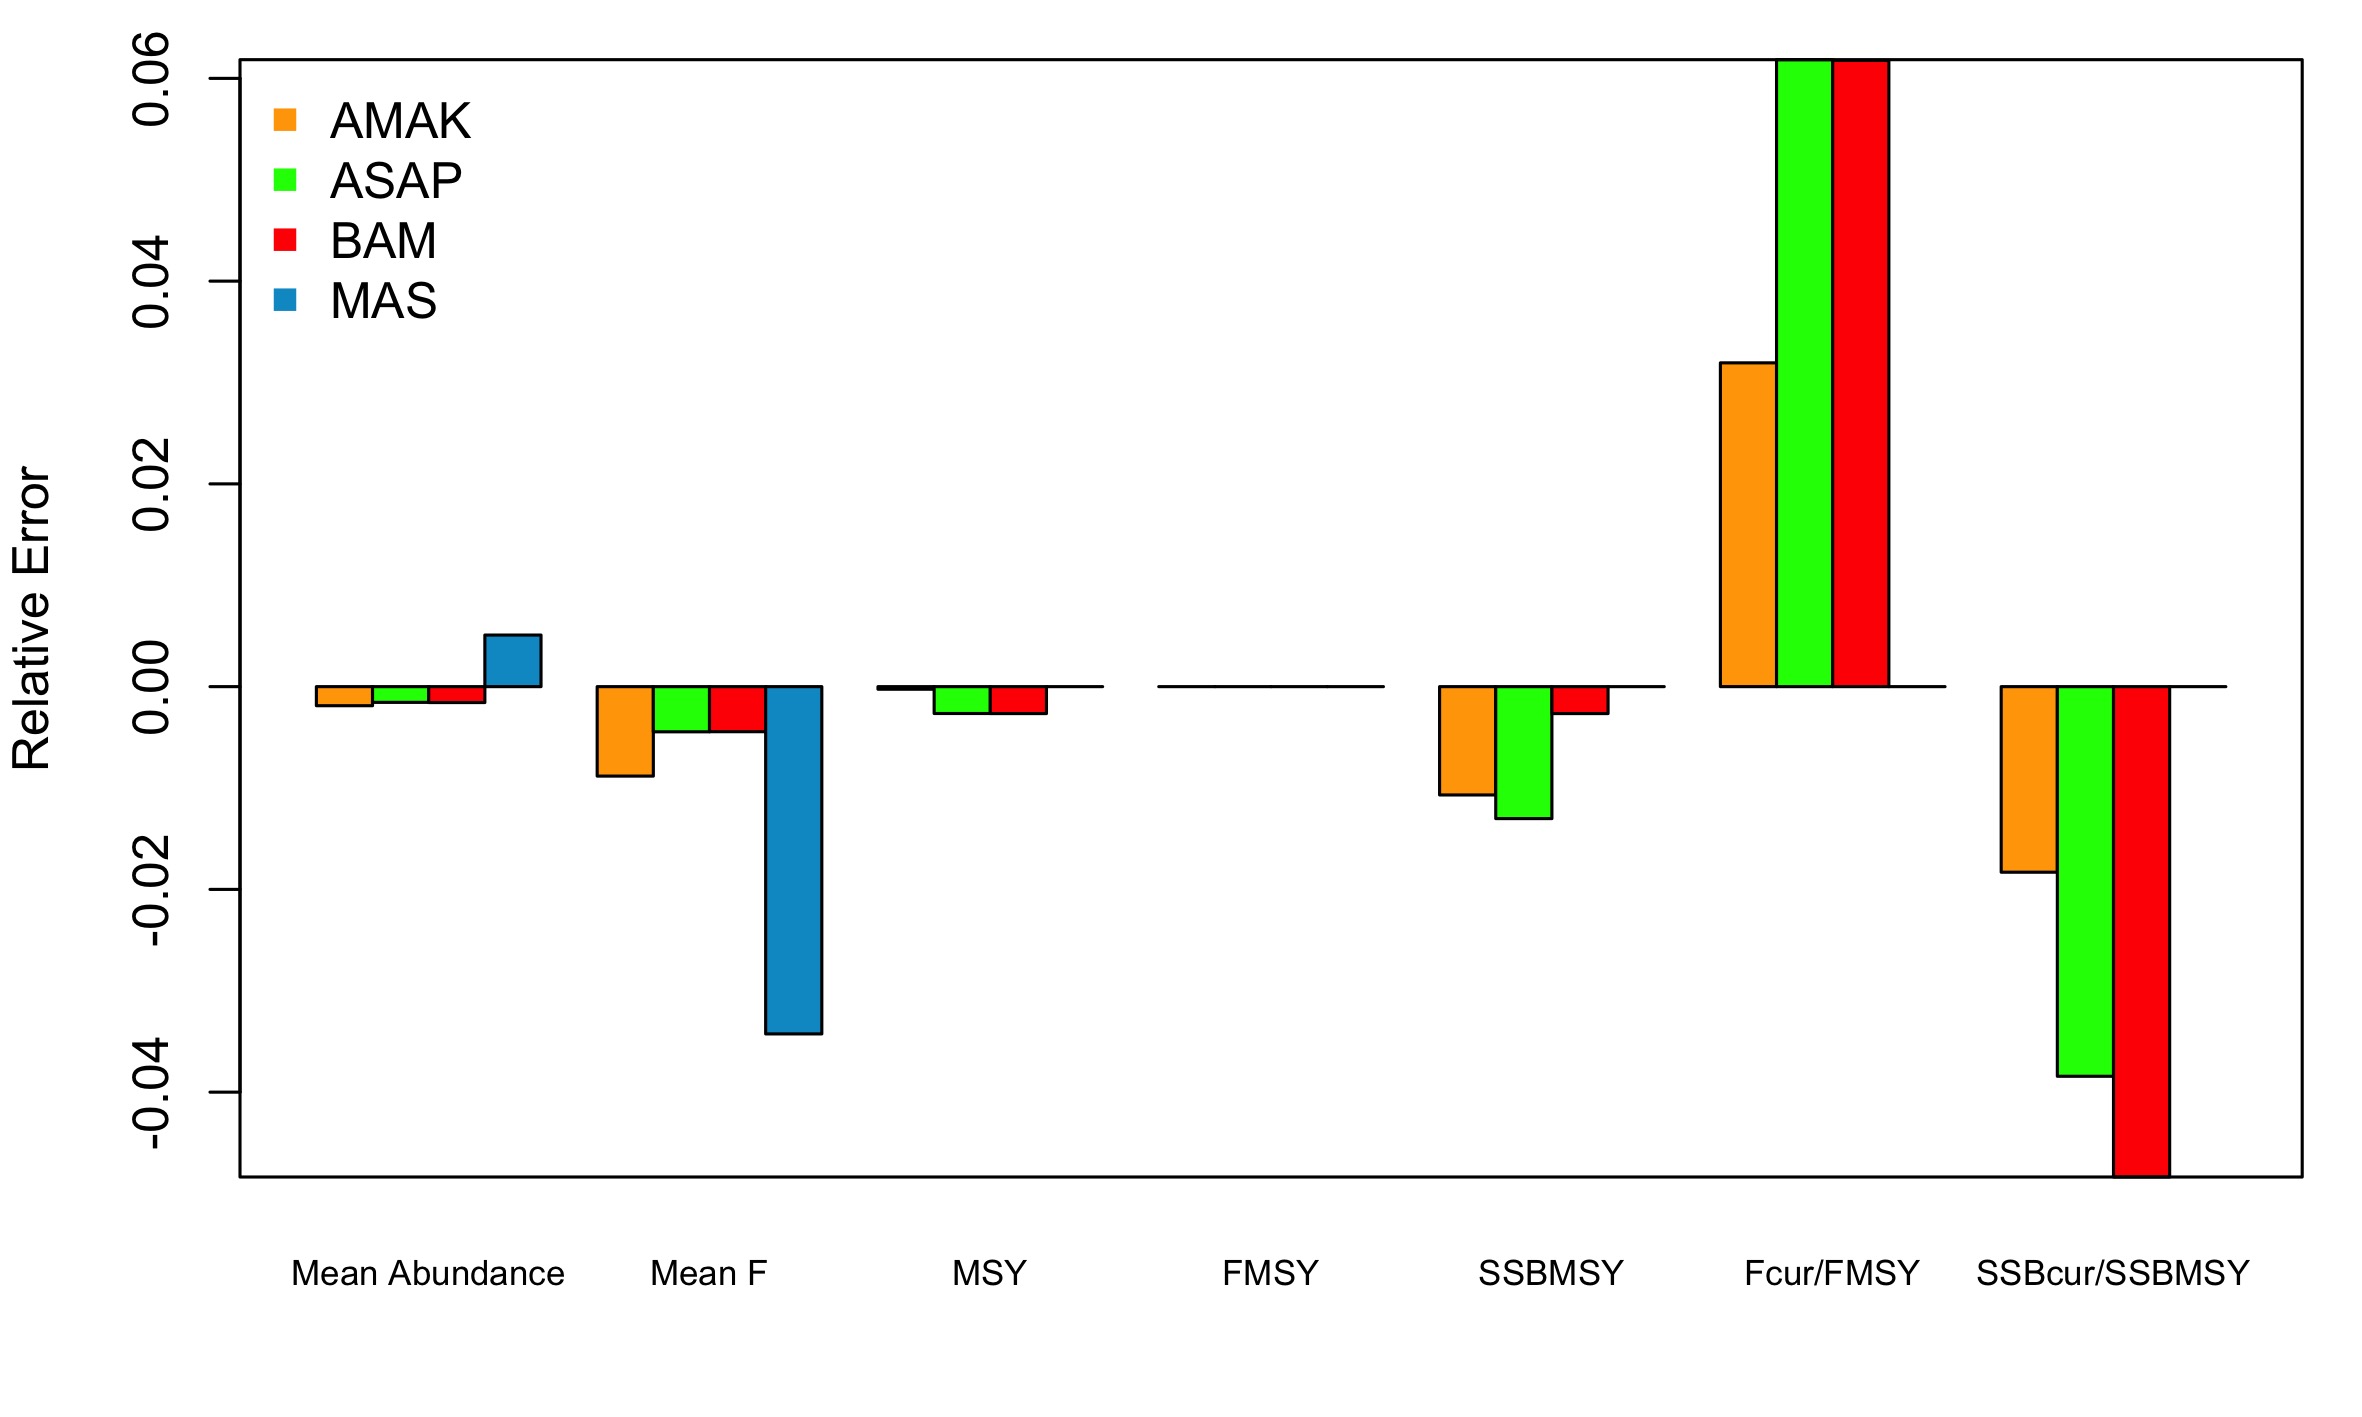 Relative Error
0.06
0.04
0.02
0.00
-0.02
-0.04
AMAK
ASAP
BAM
MAS
Mean Abundance
Mean F
MSY
FMSY
SSBMSY
Fcur/FMSY
SSBcur/SSBMSY